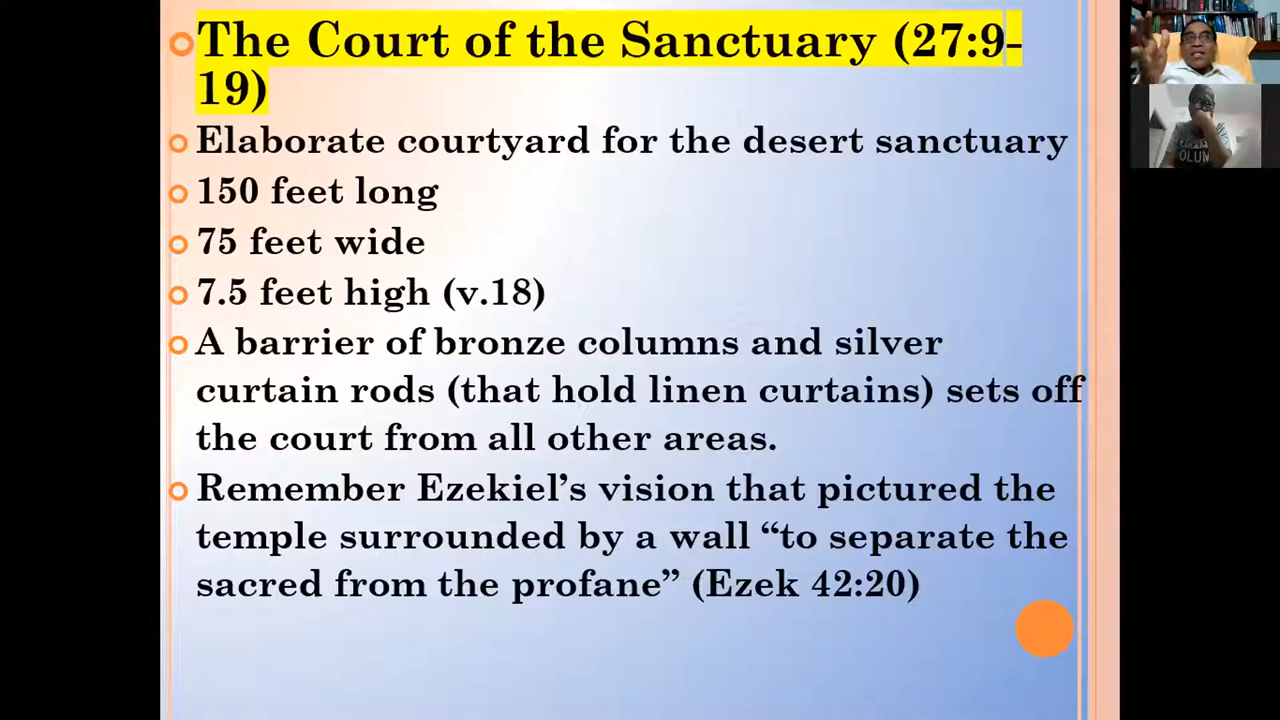 The Court of the Sanctuary (27:9-
19)
Elaborate courtyard for the desert sanctuary
150 feet long
75 feet wide
7.5 feet high (v.18)
A barrier of bronze columns and silver
curtain rods (that hold linen curtains) sets off
the court from all other areas.
Remember Ezekiel’s vision that pictured the
temple surrounded by a wall “to separate the
sacred from the profane” (Ezek 42:20)